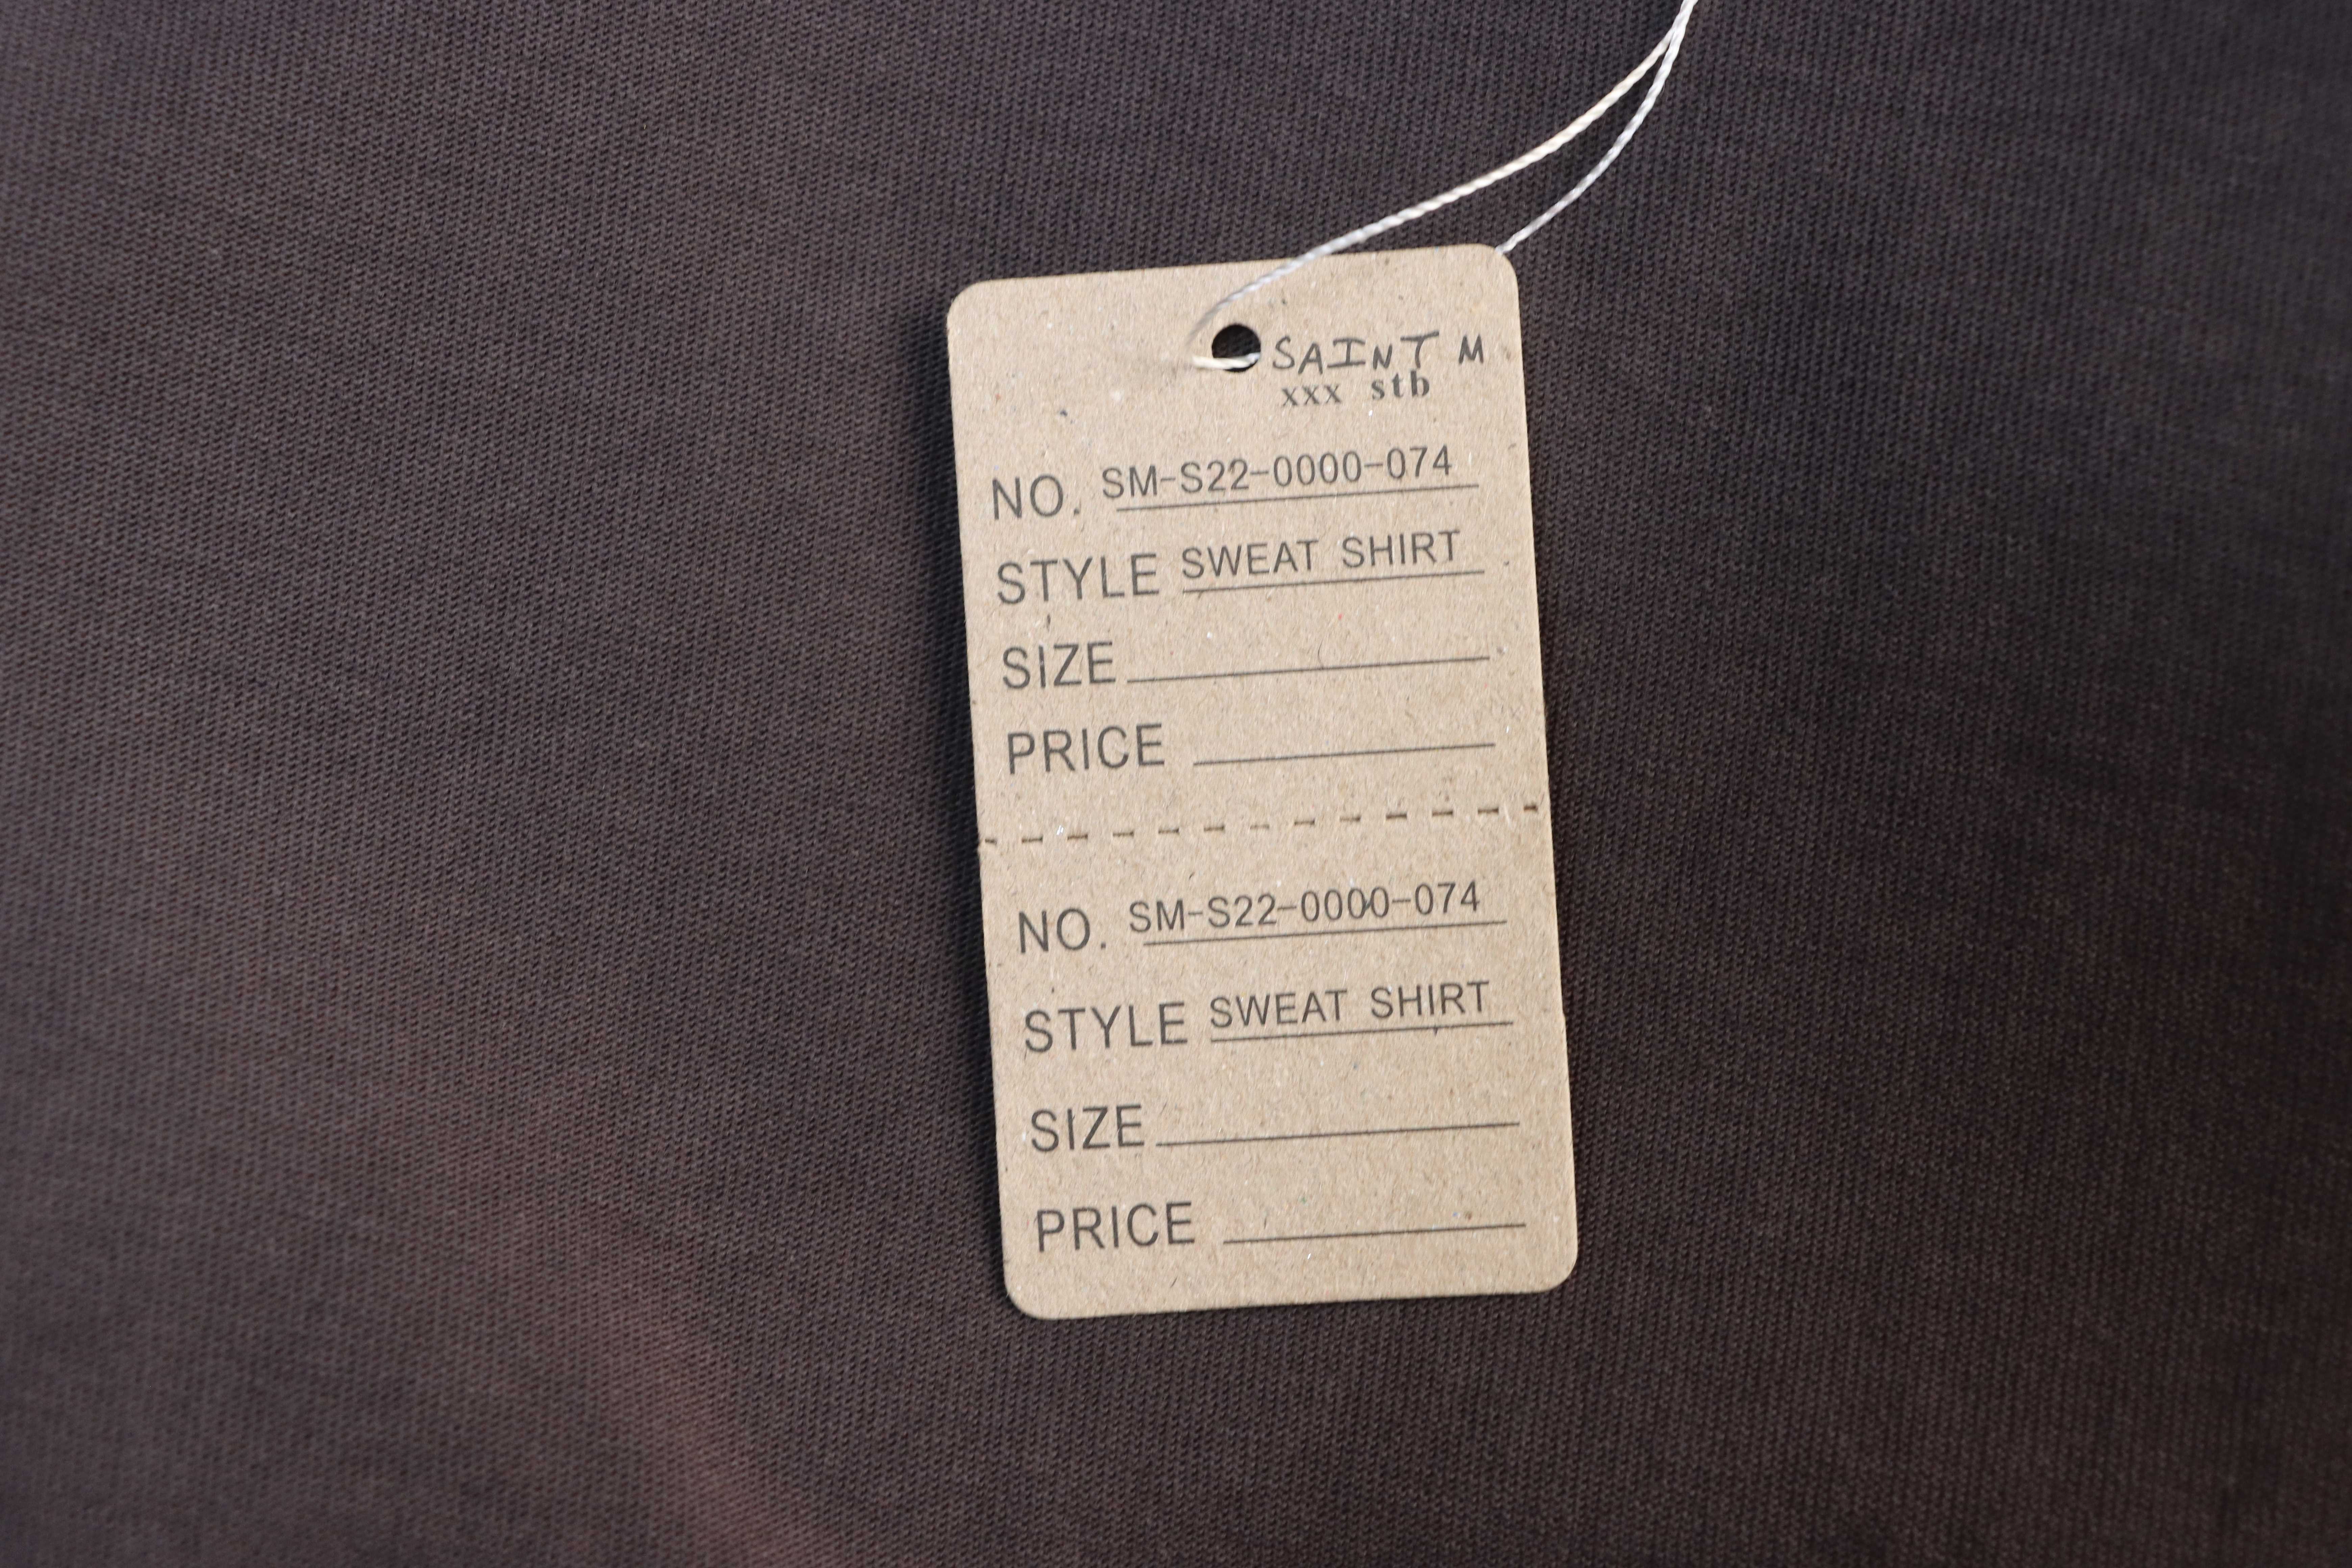 SAINT M
xxx stb
NO. SM-S22-0000-074
STYLE SWEAT SHIRT
SIZE
PRICE
NO. SM-S22-0000-074
STYLE SWEAT SHIRT
SIZE
PRICE